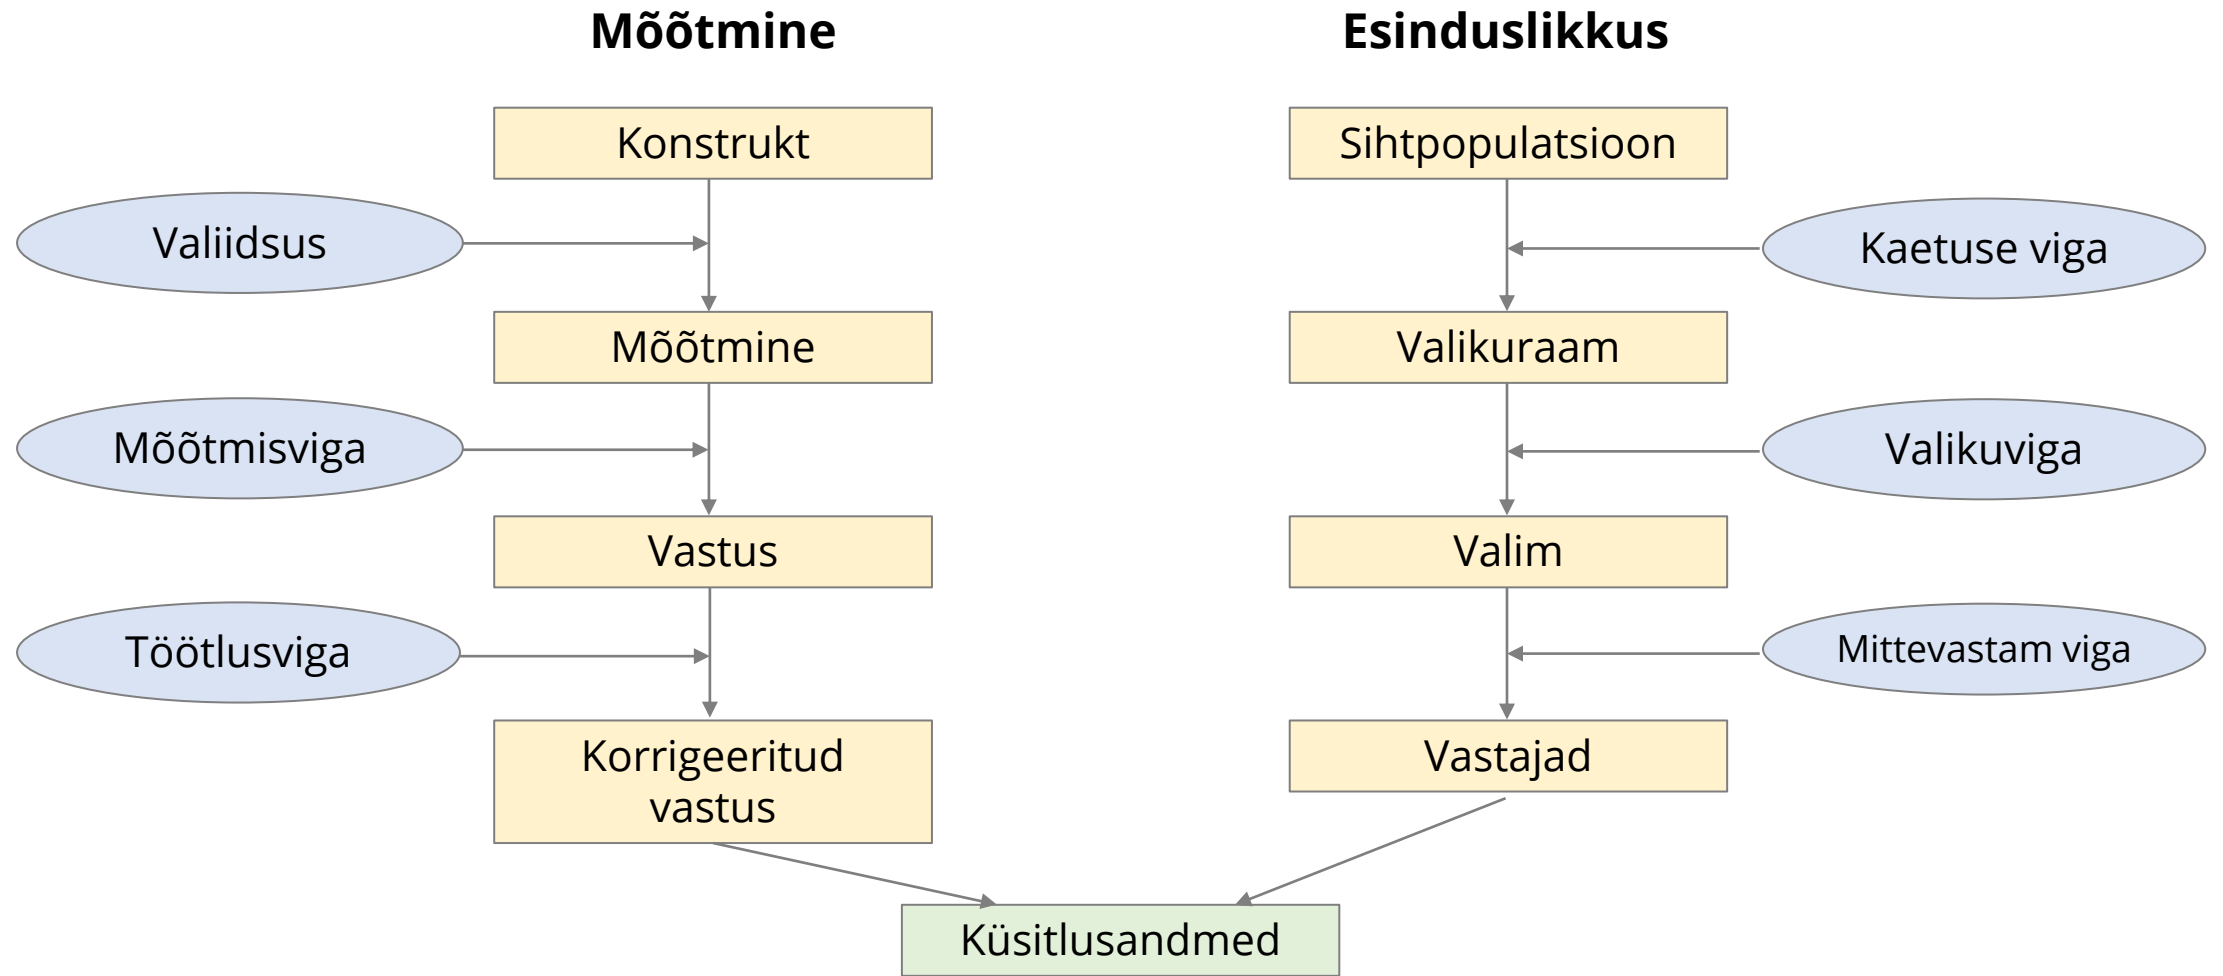 Mõõtmine
Esinduslikkus
Konstrukt
Sihtpopulatsioon
Valiidsus
Kaetuse viga
Mõõtmine
Valikuraam
Mõõtmisviga
Valikuviga
Vastus
Valim
Töötlusviga
Mittevastam viga
Korrigeeritud
vastus
Vastajad
Küsitlusandmed